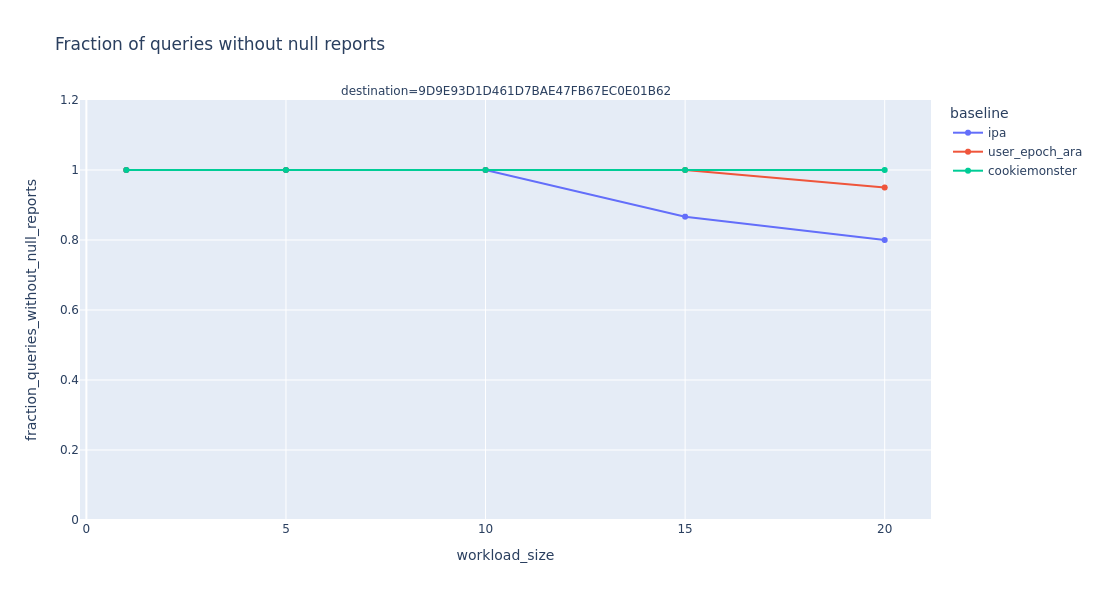 Fraction of queries without null reports
destination=9D9E93D1D461D7BAE47FB67EC0E01B62
1.2
1
0.8
0.6
0.4
0.2
0
fraction_queries_without_null_reports
0
5
10
15
20
workload_size
baseline
ipa
user_epoch_ara
cookiemonster